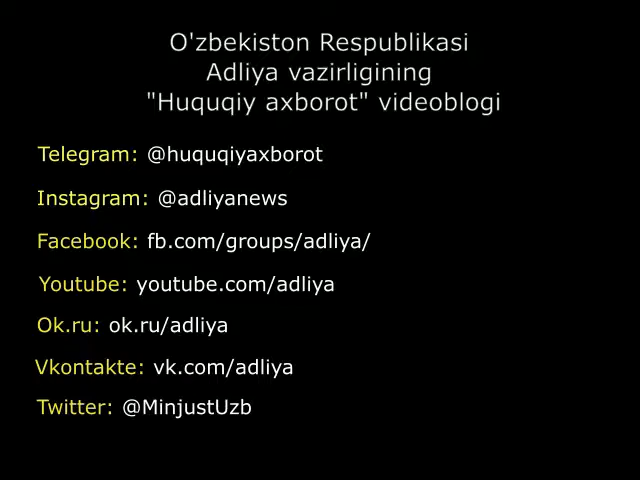 O'zbekiston Respublikasi
Adliya vazirligining
"Huquqiy axborot" videoblogi
Telegram: @huquqiyaxborot
Instagram: @adliyanews
Facebook: fb.com/groups/adliya/
Youtube: youtube.com/adliya
Ok.ru: ok.ru/adliya
Vkontakte: vk.com/adliya
Twitter: @MinjustUzb